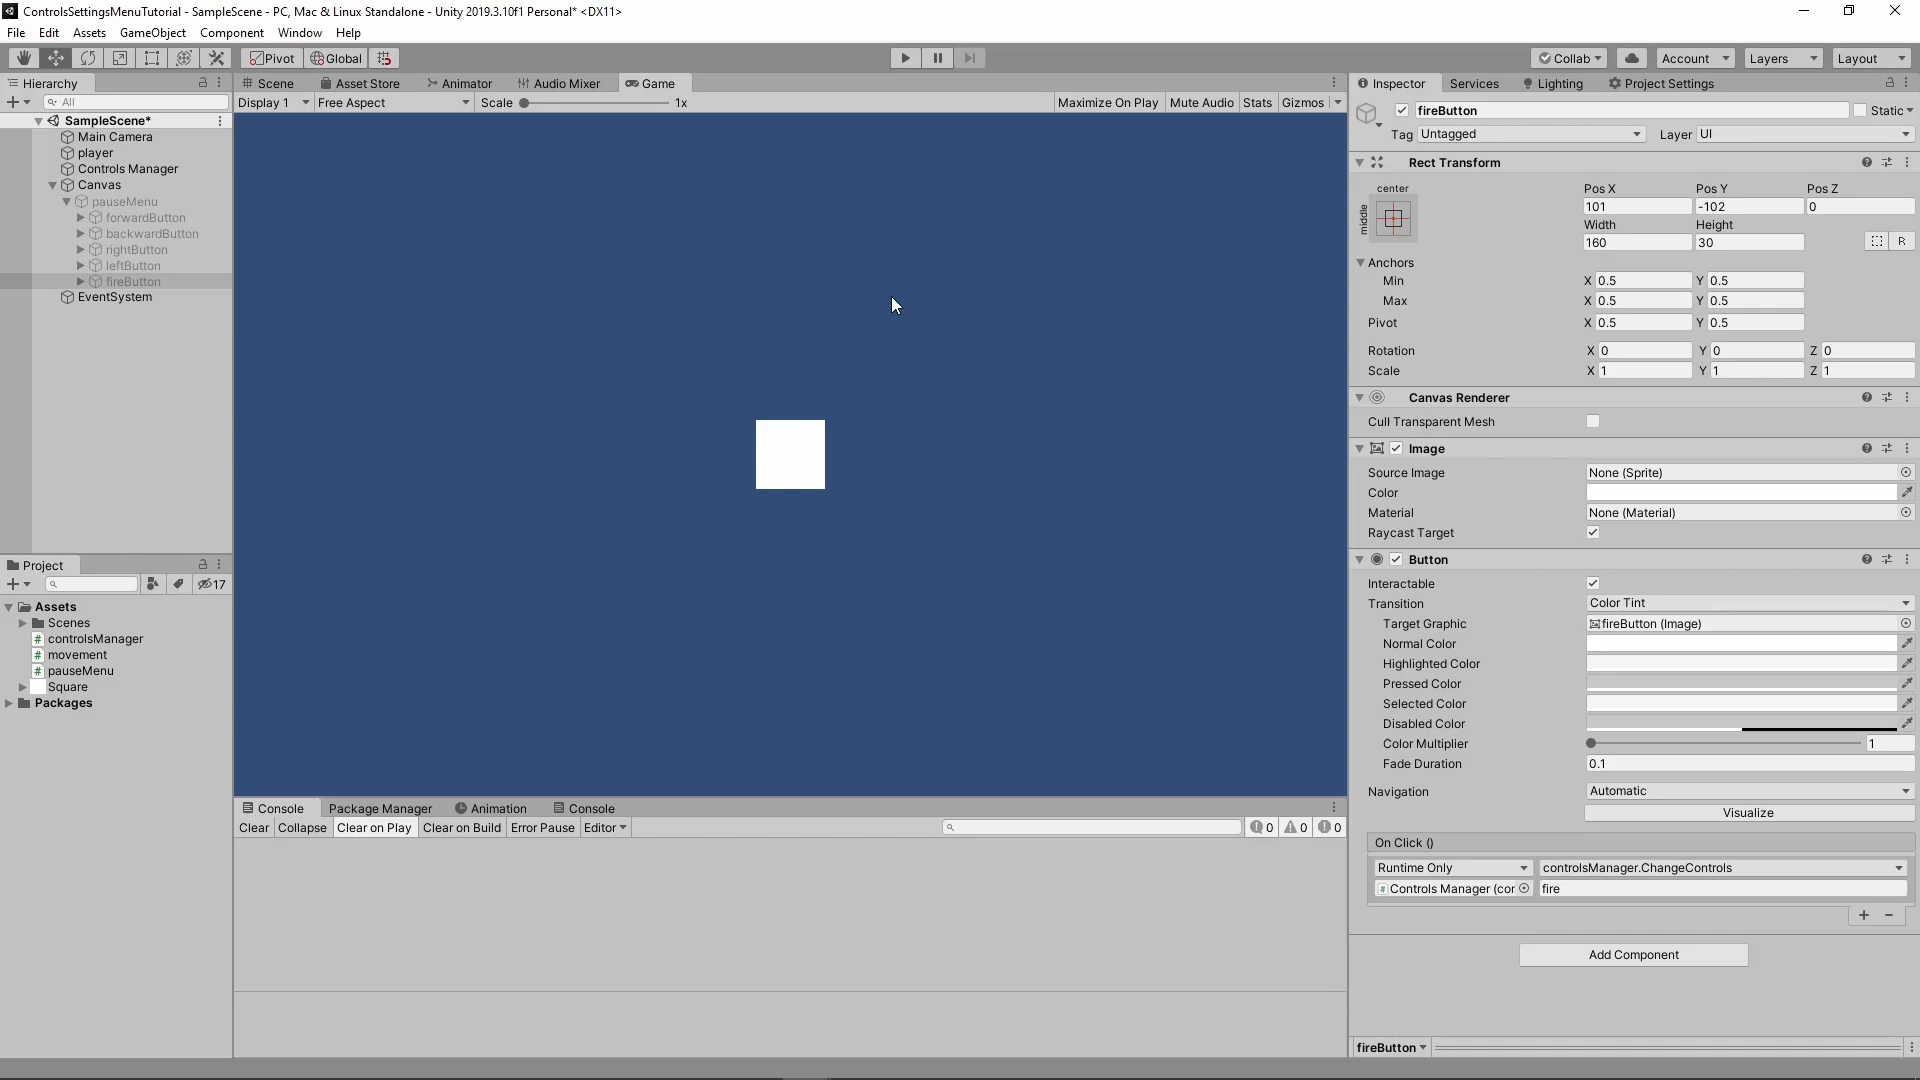 ControlsSettingsMenuTutorial - SampleScene - PC, Mac & Linux Standalone - Unity 2019.3.10f1 Personal* <DX11>
File Edit Assets GameObject Component Window Help
Pivot Global Collab Account Layers Layout
Hierarchy
All
SampleScene*
Main Camera
player
Controls Manager
Canvas
pauseMenu
forwardButton
backwardButton
rightButton
leftButton
fireButton
EventSystem
Project
17
Assets
Scenes
controlsManager
movement
pauseMenu
Square
Packages
Scene Asset Store Animator Audio Mixer Game
Display 1 Free Aspect Scale 1x Maximize On Play Mute Audio Stats Gizmos
Console Package Manager Animation Console
Clear Collapse Clear on Play Clear on Build Error Pause Editor 0 0 0
Inspector Services Lighting Project Settings
fireButton Static
Tag Untagged Layer UI
Rect Transform
center
middle
Pos X Pos Y Pos Z
101 -102 0
Width Height
160 30 R
Anchors
Min X 0.5 Y 0.5
Max X 0.5 Y 0.5
Pivot X 0.5 Y 0.5
Rotation X 0 Y 0 Z 0
Scale X 1 Y 1 Z 1
Canvas Renderer
Cull Transparent Mesh
Image
Source Image None (Sprite)
Color
Material None (Material)
Raycast Target
Button
Interactable
Transition Color Tint
Target Graphic fireButton (Image)
Normal Color
Highlighted Color
Pressed Color
Selected Color
Disabled Color
Color Multiplier 1
Fade Duration 0.1
Navigation Automatic
Visualize
On Click ()
Runtime Only controlsManager.ChangeControls
Controls Manager (cor fire
+ -
Add Component
fireButton